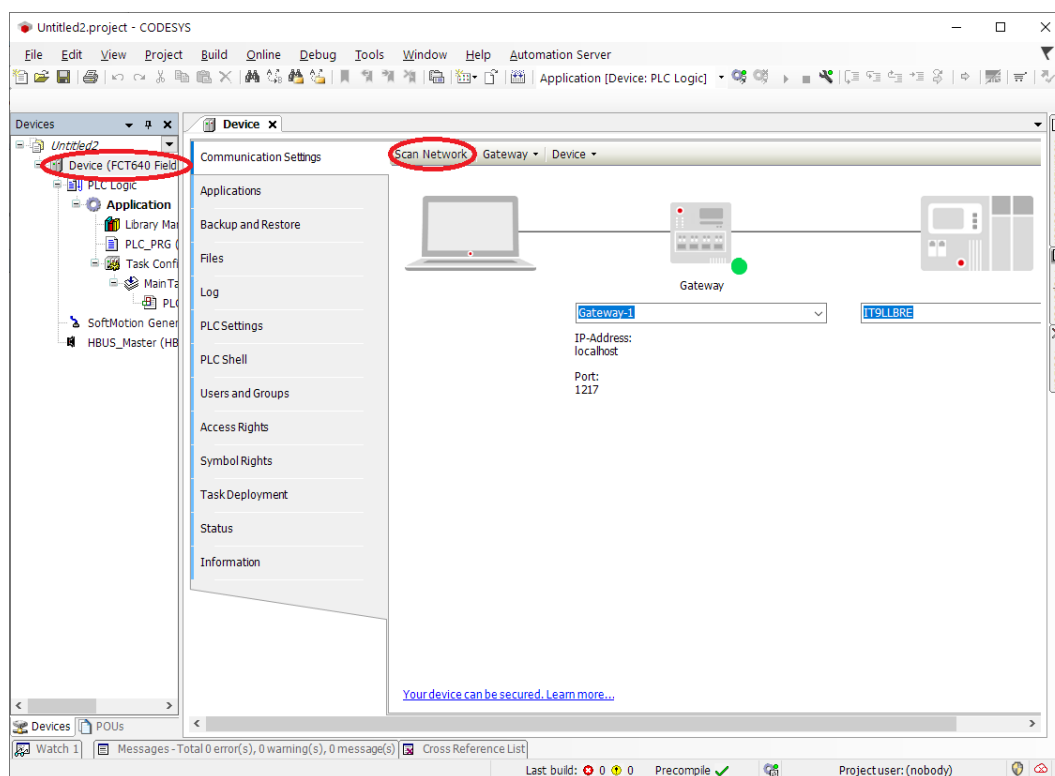 Untitled2.project - CODESYS
File Edit View Project Build Online Debug Tools Window Help Automation Server
Application [Device: PLC Logic]
Devices
Device
Untitled2
Device (FCT640 Field
PLC Logic
Application
Library Mar
PLC_PRG (
Task Confi
MainTa
PLC
SoftMotion Gener
HBUS_Master (HB
Communication Settings
Applications
Backup and Restore
Files
Log
PLC Settings
PLC Shell
Users and Groups
Access Rights
Symbol Rights
Task Deployment
Status
Information
Scan Network Gateway Device
Gateway
Gateway-1
IT9LLBRE
IP-Address:
localhost
Port:
1217
Your device can be secured. Learn more...
Devices POUs
Watch 1 Messages - Total 0 error(s), 0 warning(s), 0 message(s) Cross Reference List
Last build: 0 0 Precompile Project user: (nobody)